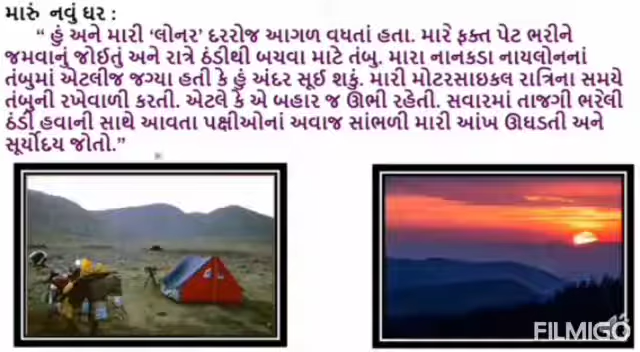 મારું નવું ઘર :
“ હું અને મારી ‘લોનર’ દરરોજ આગળ વધતાં હતા. મારે ફક્ત પેટ ભરીને
જમવાનું જોઈતું અને રાત્રે ઠંડીથી બચવા માટે તંબુ. મારા નાનકડા નાયલોનનાં
તંબુમાં એટલીજ જગ્યા હતી કે હું અંદર સૂઈ શકું. મારી મોટરસાઇકલ રાત્રિના સમયે
તંબુની રખેવાળી કરતી. એટલે કે એ બહાર જ ઊભી રહેતી. સવારમાં તાજગી ભરેલી
ઠંડી હવાની સાથે આવતા પક્ષીઓનાં અવાજ સાંભળી મારી આંખ ઊઘડતી અને
સૂર્યોદય જોતો.”
FILMIGO